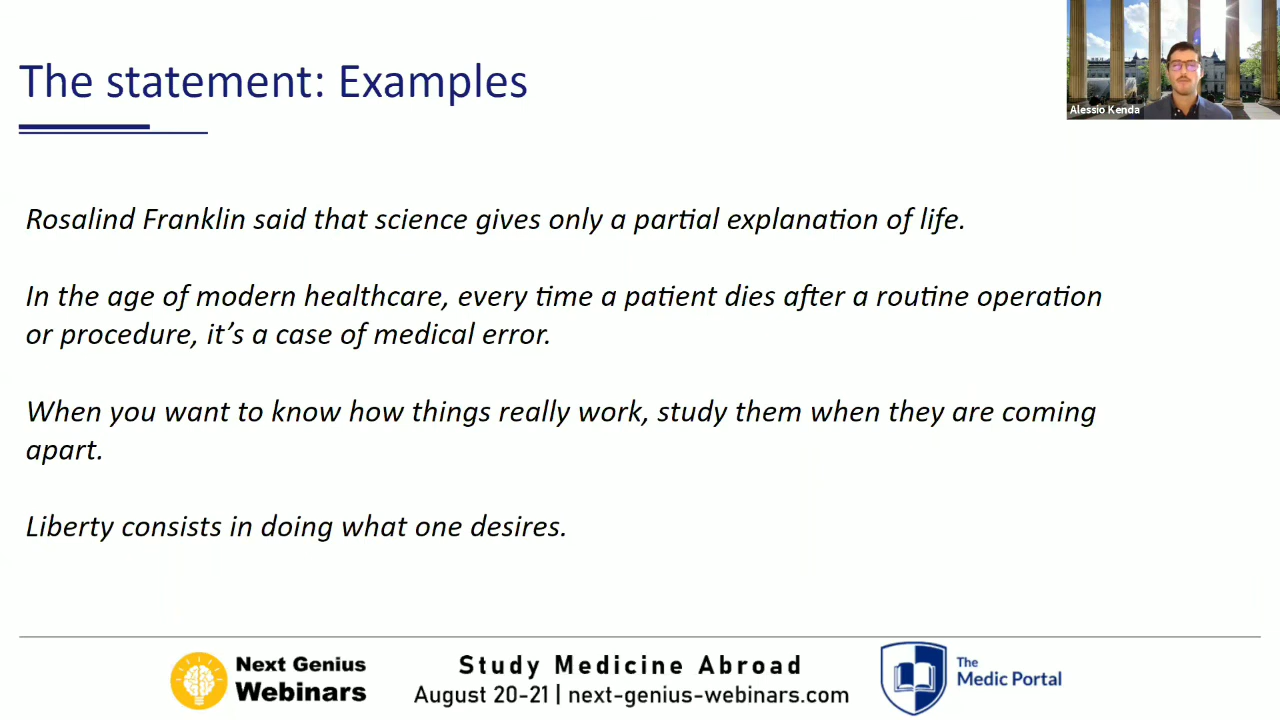 The statement: Examples
Alessio Kenda
Rosalind Franklin said that science gives only a partial explanation of life.
In the age of modern healthcare, every time a patient dies after a routine operation
or procedure, it’s a case of medical error.
When you want to know how things really work, study them when they are coming
apart.
Liberty consists in doing what one desires.
Next Genius
Webinars
Study Medicine Abroad
August 20-21 | next-genius-webinars.com
The
Medic Portal